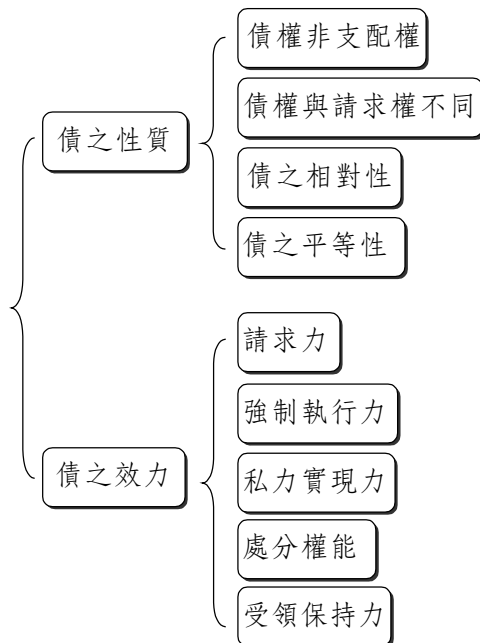 債之性質
債權非支配權
債權與請求權不同
債之相對性
債之平等性
債之效力
請求力
強制執行力
私力實現力
處分權能
受領保持力